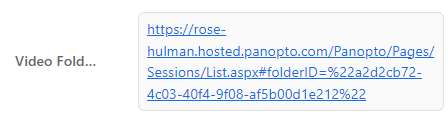 https://rose-
hulman.hosted.panopto.com/Panopto/Pages/
Video Fold...
Sessions/List.aspx#folderID=%22a2d2cb72-
4c03-40f4-9f08-af5b00d1e212%22